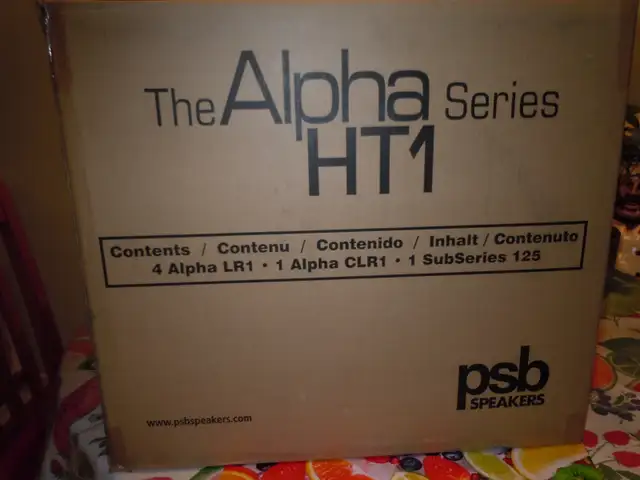 The Alpha Series
HT1
Contents / Contenu / Contenido / Inhalt / Contenuto
4 Alpha LR1 • 1 Alpha CLR1 • 1 SubSeries 125
psb
SPEAKERS
www.psbspeakers.com